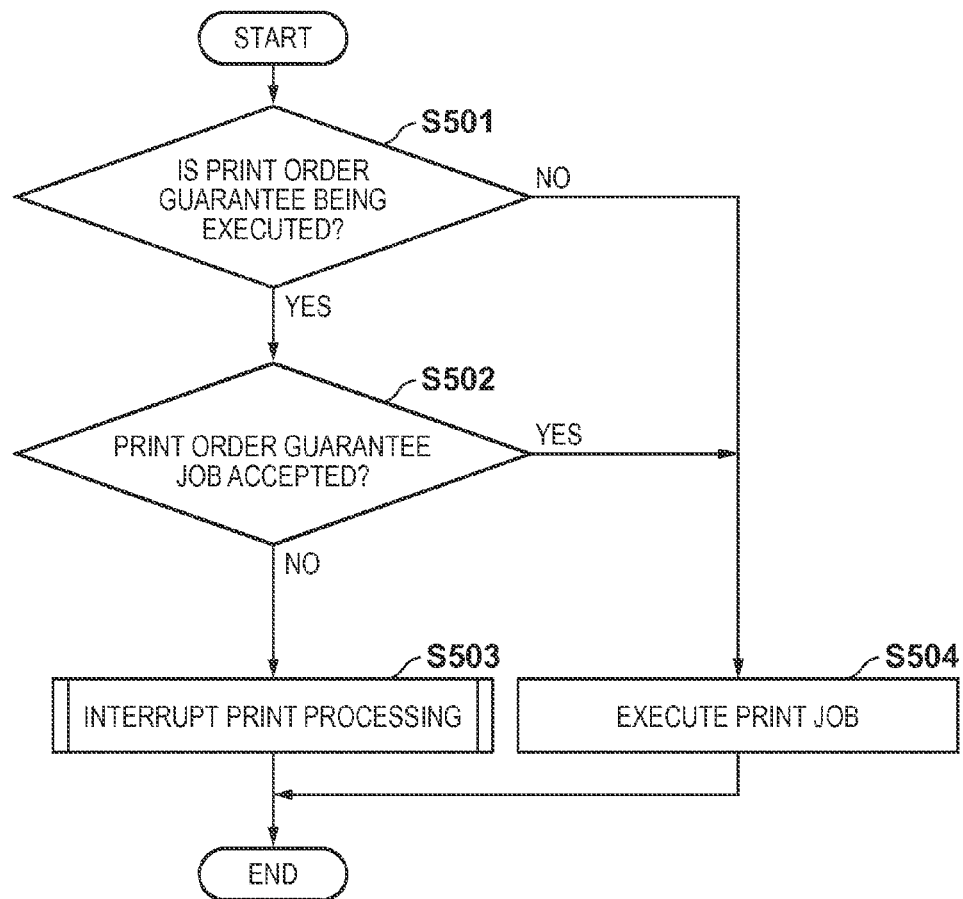 START
S501
IS PRINT ORDER
GUARANTEE BEING
EXECUTED?
NO
YES
S502
PRINT ORDER GUARANTEE
JOB ACCEPTED?
YES
NO
S503
INTERRUPT PRINT PROCESSING
S504
EXECUTE PRINT JOB
END